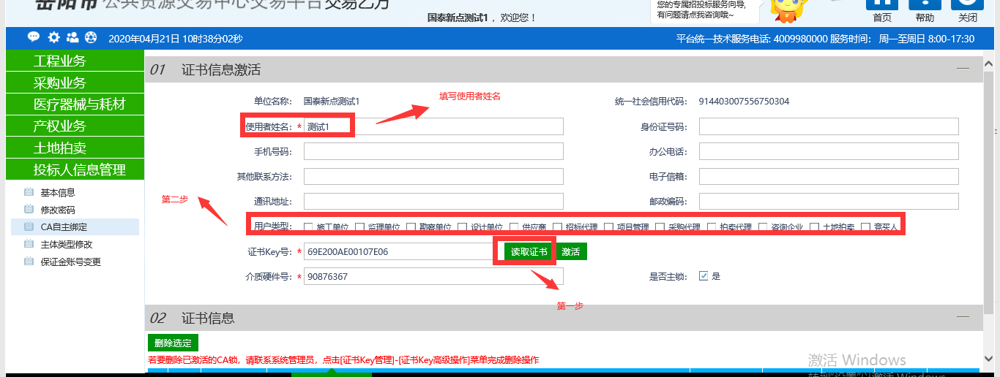 岳阳市 公共资源交易中心交易平台 交易乙方
国泰新点测试1 ，欢迎您！
您的专属招投标服务向导,
有问题请点我咨询哦~
首页 帮助 关闭
2020年04月21日 10时38分02秒
平台统一技术服务电话: 4009980000 服务时间： 周一至周日 8:00-17:30
工程业务
采购业务
医疗器械与耗材
产权业务
土地拍卖
投标人信息管理
基本信息
修改密码
CA自主绑定
主体类型修改
保证金账号变更
01 证书信息激活
单位名称： 国泰新点测试1
填写使用者姓名
统一社会信用代码： 914403007556750304
使用者姓名： * 测试1
身份证号码：
手机号码：
办公电话：
其他联系方法：
电子信箱：
第二步
通讯地址：
邮政编码：
用户类型： 施工单位 监理单位 勘察单位 设计单位 供应商 招标代理 项目管理 采购代理 拍卖代理 咨询企业 土地拍卖 竞买人
证书Key号： * 69E200AE00107E06 读取证书 激活
介质硬件号： * 90876367
是否主锁： 是
第一步
02 证书信息
删除选定
若要删除已激活的CA锁，请联系系统管理员，点击[证书Key管理]-[证书Key高级操作]菜单完成删除操作
激活 Windows
转到"设置"以激活 Windows